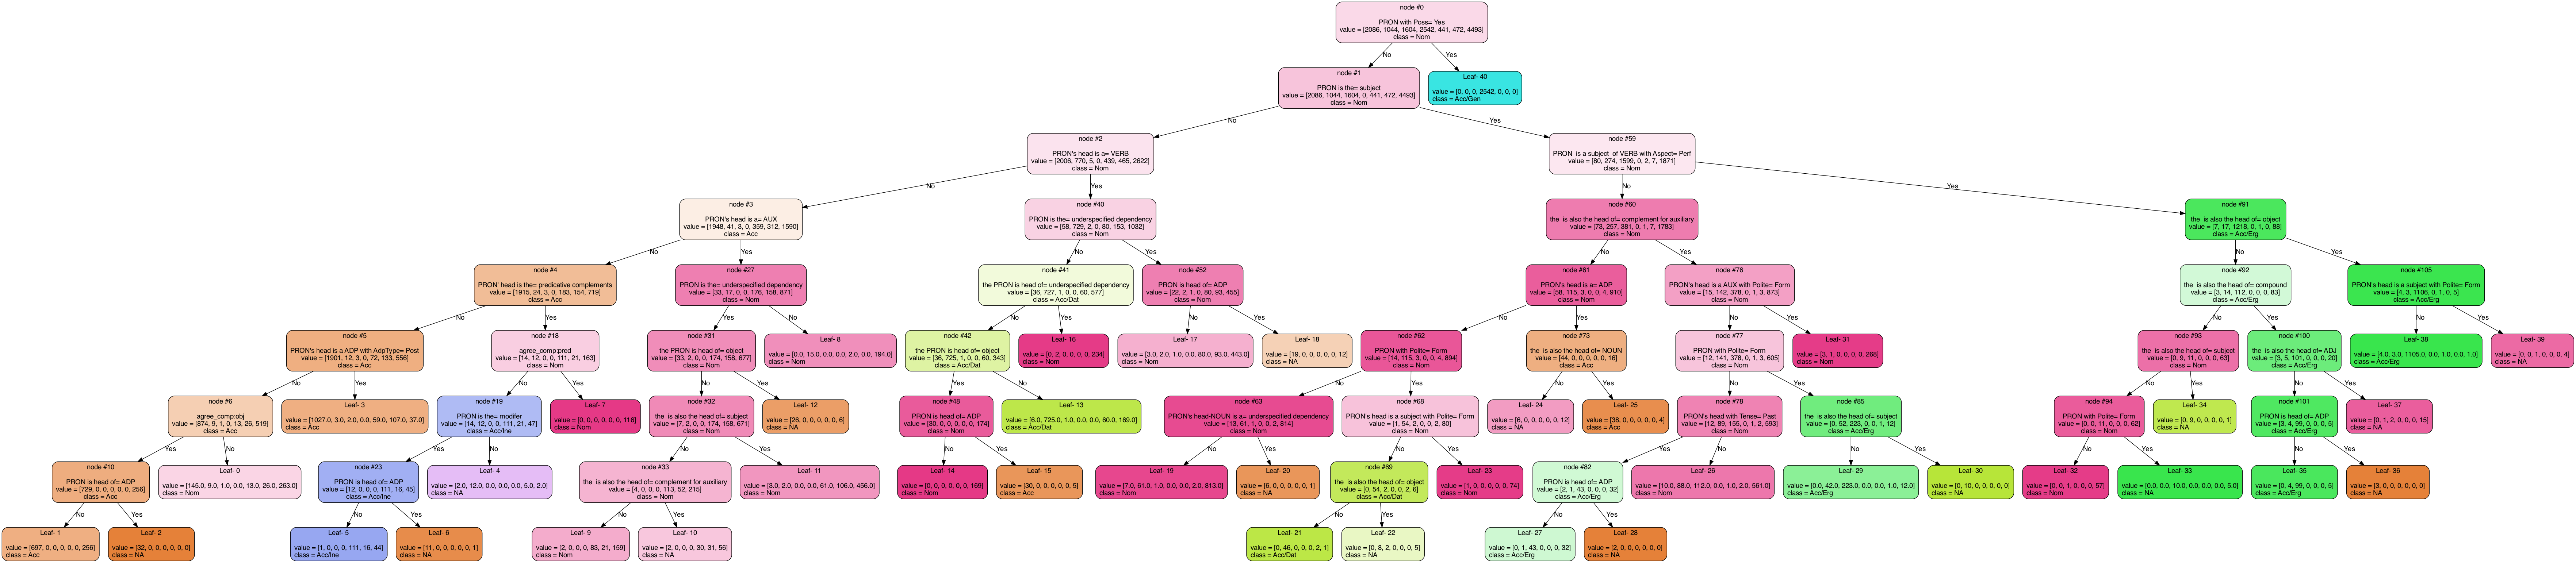 node #0
PRON with Poss= Yes
value = [2086, 1044, 1604, 2542, 441, 472, 4493]
class = Nom
No
Yes
node #1
PRON is the= subject
value = [2086, 1044, 1604, 0, 441, 472, 4493]
class = Nom
Leaf- 40
value = [0, 0, 0, 2542, 0, 0, 0]
class = Acc/Gen
No
Yes
node #2
PRON's head is a= VERB
value = [2006, 770, 5, 0, 439, 465, 2622]
class = Nom
node #59
PRON  is a subject  of VERB with Aspect= Perf
value = [80, 274, 1599, 0, 2, 7, 1871]
class = Nom
No
Yes
No
Yes
node #3
PRON's head is a= AUX
value = [1948, 41, 3, 0, 359, 312, 1590]
class = Acc
node #40
PRON is the= underspecified dependency
value = [58, 729, 2, 0, 80, 153, 1032]
class = Nom
node #60
the  is also the head of= complement for auxiliary
value = [73, 257, 381, 0, 1, 7, 1783]
class = Nom
node #91
the  is also the head of= object
value = [7, 17, 1218, 0, 1, 0, 88]
class = Acc/Erg
No
Yes
No
Yes
No
Yes
No
Yes
node #4
PRON' head is the= predicative complements
value = [1915, 24, 3, 0, 183, 154, 719]
class = Acc
node #27
PRON is the= underspecified dependency
value = [33, 17, 0, 0, 176, 158, 871]
class = Nom
node #41
the PRON is head of= underspecified dependency
value = [36, 727, 1, 0, 0, 60, 577]
class = Acc/Dat
node #52
PRON is head of= ADP
value = [22, 2, 1, 0, 80, 93, 455]
class = Nom
node #61
PRON's head is a= ADP
value = [58, 115, 3, 0, 0, 4, 910]
class = Nom
node #76
PRON's head is a AUX with Polite= Form
value = [15, 142, 378, 0, 1, 3, 873]
class = Nom
node #92
the  is also the head of= compound
value = [3, 14, 112, 0, 0, 0, 83]
class = Acc/Erg
node #105
PRON's head is a subject with Polite= Form
value = [4, 3, 1106, 0, 1, 0, 5]
class = Acc/Erg
No
Yes
Yes
No
No
Yes
No
Yes
No
Yes
No
Yes
No
Yes
No
Yes
node #5
PRON's head is a ADP with AdpType= Post
value = [1901, 12, 3, 0, 72, 133, 556]
class = Acc
node #18
agree_comp:pred
value = [14, 12, 0, 0, 111, 21, 163]
class = Nom
node #31
the PRON is head of= object
value = [33, 2, 0, 0, 174, 158, 677]
class = Nom
Leaf- 8
value = [0.0, 15.0, 0.0, 0.0, 2.0, 0.0, 194.0]
class = Nom
node #42
the PRON is head of= object
value = [36, 725, 1, 0, 0, 60, 343]
class = Acc/Dat
Leaf- 16
value = [0, 2, 0, 0, 0, 0, 234]
class = Nom
Leaf- 17
value = [3.0, 2.0, 1.0, 0.0, 80.0, 93.0, 443.0]
class = Nom
Leaf- 18
value = [19, 0, 0, 0, 0, 0, 12]
class = NA
node #62
PRON with Polite= Form
value = [14, 115, 3, 0, 0, 4, 894]
class = Nom
node #73
the  is also the head of= NOUN
value = [44, 0, 0, 0, 0, 0, 16]
class = Acc
node #77
PRON with Polite= Form
value = [12, 141, 378, 0, 1, 3, 605]
class = Nom
Leaf- 31
value = [3, 1, 0, 0, 0, 0, 268]
class = Nom
node #93
the  is also the head of= subject
value = [0, 9, 11, 0, 0, 0, 63]
class = Nom
node #100
the  is also the head of= ADJ
value = [3, 5, 101, 0, 0, 0, 20]
class = Acc/Erg
Leaf- 38
value = [4.0, 3.0, 1105.0, 0.0, 1.0, 0.0, 1.0]
class = Acc/Erg
Leaf- 39
value = [0, 0, 1, 0, 0, 0, 4]
class = NA
No
Yes
No
Yes
No
Yes
Yes
No
No
Yes
No
Yes
No
Yes
No
Yes
No
Yes
node #6
agree_comp:obj
value = [874, 9, 1, 0, 13, 26, 519]
class = Acc
Leaf- 3
value = [1027.0, 3.0, 2.0, 0.0, 59.0, 107.0, 37.0]
class = Acc
node #19
PRON is the= modifer
value = [14, 12, 0, 0, 111, 21, 47]
class = Acc/Ine
Leaf- 7
value = [0, 0, 0, 0, 0, 0, 116]
class = Nom
node #32
the  is also the head of= subject
value = [7, 2, 0, 0, 174, 158, 671]
class = Nom
Leaf- 12
value = [26, 0, 0, 0, 0, 0, 6]
class = NA
node #48
PRON is head of= ADP
value = [30, 0, 0, 0, 0, 0, 174]
class = Nom
Leaf- 13
value = [6.0, 725.0, 1.0, 0.0, 0.0, 60.0, 169.0]
class = Acc/Dat
node #63
PRON's head-NOUN is a= underspecified dependency
value = [13, 61, 1, 0, 0, 2, 814]
class = Nom
node #68
PRON's head is a subject with Polite= Form
value = [1, 54, 2, 0, 0, 2, 80]
class = Nom
Leaf- 24
value = [6, 0, 0, 0, 0, 0, 12]
class = NA
Leaf- 25
value = [38, 0, 0, 0, 0, 0, 4]
class = Acc
node #78
PRON's head with Tense= Past
value = [12, 89, 155, 0, 1, 2, 593]
class = Nom
node #85
the  is also the head of= subject
value = [0, 52, 223, 0, 0, 1, 12]
class = Acc/Erg
node #94
PRON with Polite= Form
value = [0, 0, 11, 0, 0, 0, 62]
class = Nom
Leaf- 34
value = [0, 9, 0, 0, 0, 0, 1]
class = NA
node #101
PRON is head of= ADP
value = [3, 4, 99, 0, 0, 0, 5]
class = Acc/Erg
Leaf- 37
value = [0, 1, 2, 0, 0, 0, 15]
class = NA
Yes
No
Yes
No
No
Yes
No
Yes
No
Yes
No
Yes
Yes
No
No
Yes
No
Yes
No
Yes
node #10
PRON is head of= ADP
value = [729, 0, 0, 0, 0, 0, 256]
class = Acc
Leaf- 0
value = [145.0, 9.0, 1.0, 0.0, 13.0, 26.0, 263.0]
class = Nom
node #23
PRON is head of= ADP
value = [12, 0, 0, 0, 111, 16, 45]
class = Acc/Ine
Leaf- 4
value = [2.0, 12.0, 0.0, 0.0, 0.0, 5.0, 2.0]
class = NA
node #33
the  is also the head of= complement for auxiliary
value = [4, 0, 0, 0, 113, 52, 215]
class = Nom
Leaf- 11
value = [3.0, 2.0, 0.0, 0.0, 61.0, 106.0, 456.0]
class = Nom
Leaf- 14
value = [0, 0, 0, 0, 0, 0, 169]
class = Nom
Leaf- 15
value = [30, 0, 0, 0, 0, 0, 5]
class = Acc
Leaf- 19
value = [7.0, 61.0, 1.0, 0.0, 0.0, 2.0, 813.0]
class = Nom
Leaf- 20
value = [6, 0, 0, 0, 0, 0, 1]
class = NA
node #69
the  is also the head of= object
value = [0, 54, 2, 0, 0, 2, 6]
class = Acc/Dat
Leaf- 23
value = [1, 0, 0, 0, 0, 0, 74]
class = Nom
node #82
PRON is head of= ADP
value = [2, 1, 43, 0, 0, 0, 32]
class = Acc/Erg
Leaf- 26
value = [10.0, 88.0, 112.0, 0.0, 1.0, 2.0, 561.0]
class = Nom
Leaf- 29
value = [0.0, 42.0, 223.0, 0.0, 0.0, 1.0, 12.0]
class = Acc/Erg
Leaf- 30
value = [0, 10, 0, 0, 0, 0, 0]
class = NA
Leaf- 32
value = [0, 0, 1, 0, 0, 0, 57]
class = Nom
Leaf- 33
value = [0.0, 0.0, 10.0, 0.0, 0.0, 0.0, 5.0]
class = NA
Leaf- 35
value = [0, 4, 99, 0, 0, 0, 5]
class = Acc/Erg
Leaf- 36
value = [3, 0, 0, 0, 0, 0, 0]
class = NA
No
Yes
No
Yes
No
Yes
No
Yes
No
Yes
Leaf- 1
value = [697, 0, 0, 0, 0, 0, 256]
class = Acc
Leaf- 2
value = [32, 0, 0, 0, 0, 0, 0]
class = NA
Leaf- 5
value = [1, 0, 0, 0, 111, 16, 44]
class = Acc/Ine
Leaf- 6
value = [11, 0, 0, 0, 0, 0, 1]
class = NA
Leaf- 9
value = [2, 0, 0, 0, 83, 21, 159]
class = Nom
Leaf- 10
value = [2, 0, 0, 0, 30, 31, 56]
class = NA
Leaf- 21
value = [0, 46, 0, 0, 0, 2, 1]
class = Acc/Dat
Leaf- 22
value = [0, 8, 2, 0, 0, 0, 5]
class = NA
Leaf- 27
value = [0, 1, 43, 0, 0, 0, 32]
class = Acc/Erg
Leaf- 28
value = [2, 0, 0, 0, 0, 0, 0]
class = NA